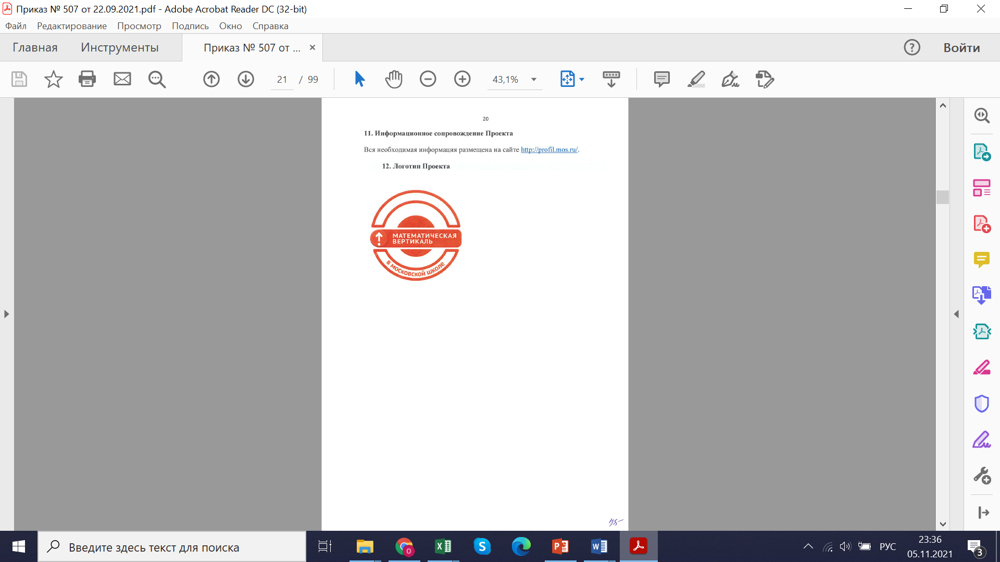 Приказ № 507 от 22.09.2021.pdf - Adobe Acrobat Reader DC (32-bit)
Файл Редактирование Просмотр Подпись Окно Справка
Главная Инструменты Приказ № 507 от ... Войти
21 / 99 43,1%
20
11. Информационное сопровождение Проекта
Вся необходимая информация размещена на сайте http://profil.mos.ru/.
12. Логотип Проекта
МАТЕМАТИЧЕСКАЯ
ВЕРТИКАЛЬ
В МОСКОВСКОЙ ШКОЛЕ
Введите здесь текст для поиска
РУС
23:36
05.11.2021
3